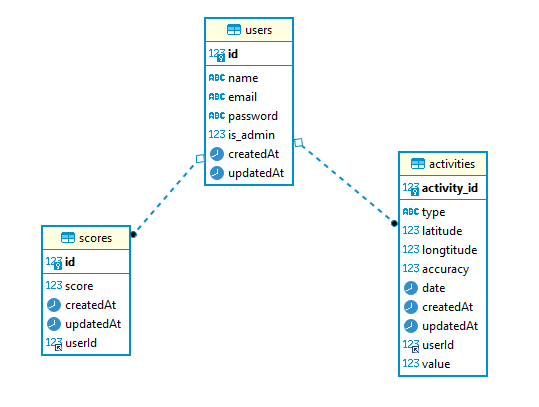 users
123 id
ABC name
ABC email
ABC password
123 is_admin
createdAt
updatedAt
scores
123 id
123 score
createdAt
updatedAt
123 userId
activities
123 activity_id
ABC type
123 latitude
123 longtitude
123 accuracy
date
createdAt
updatedAt
123 userId
123 value